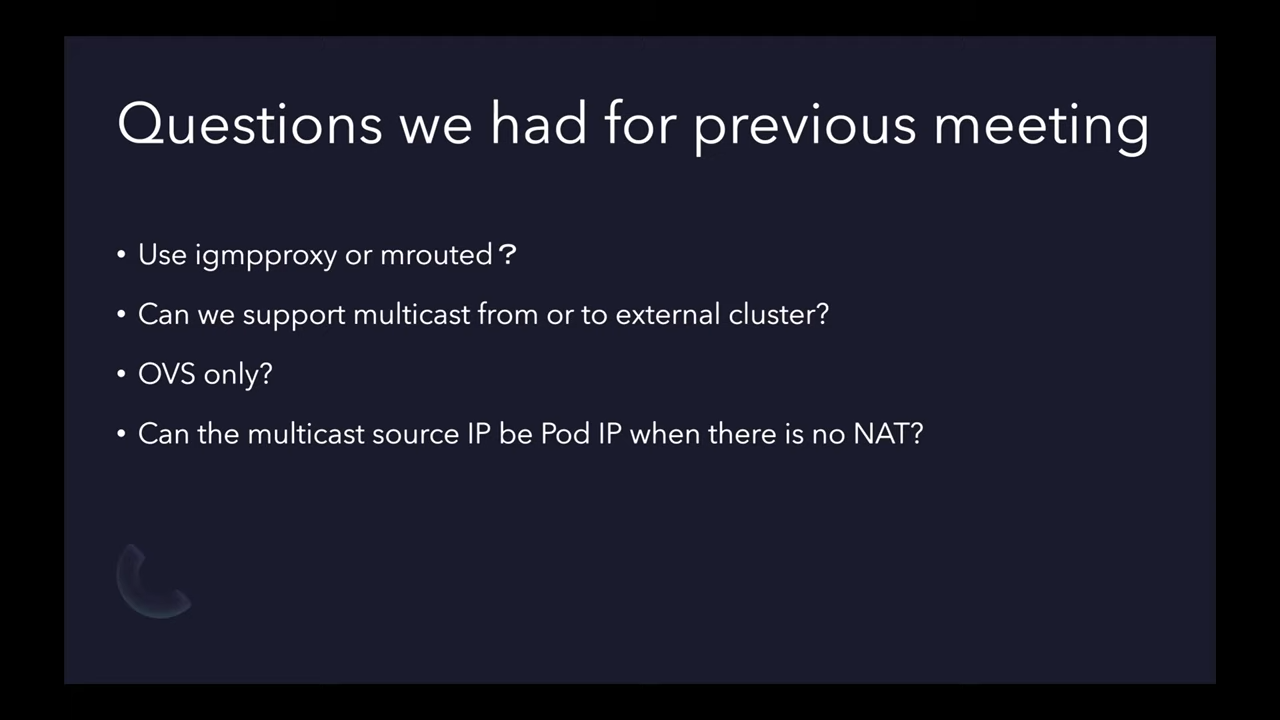 Questions we had for previous meeting
• Use igmpproxy or mrouted？
• Can we support multicast from or to external cluster?
• OVS only?
• Can the multicast source IP be Pod IP when there is no NAT?